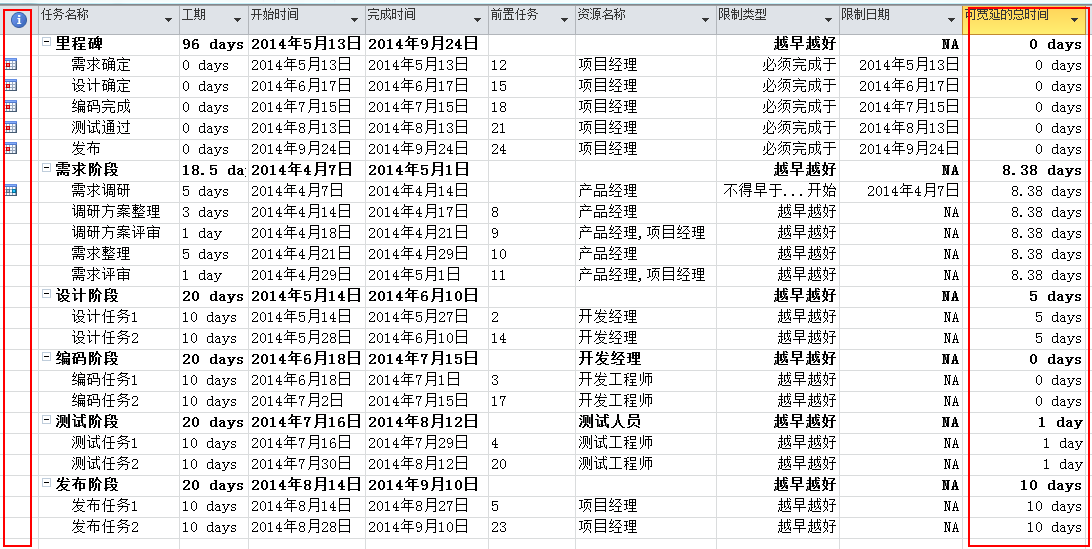 任务名称 工期 开始时间 完成时间 前置任务 资源名称 限制类型 限制日期 可宽延的总时间
里程碑 96 days 2014年5月13日 2014年9月24日 越早越好 NA 0 days
需求确定 0 days 2014年5月13日 2014年5月13日 12 项目经理 必须完成于 2014年5月13日 0 days
设计确定 0 days 2014年6月17日 2014年6月17日 15 项目经理 必须完成于 2014年6月17日 0 days
编码完成 0 days 2014年7月15日 2014年7月15日 18 项目经理 必须完成于 2014年7月15日 0 days
测试通过 0 days 2014年8月13日 2014年8月13日 21 项目经理 必须完成于 2014年8月13日 0 days
发布 0 days 2014年9月24日 2014年9月24日 24 项目经理 必须完成于 2014年9月24日 0 days
需求阶段 18.5 da 2014年4月7日 2014年5月1日 越早越好 NA 8.38 days
需求调研 5 days 2014年4月7日 2014年4月14日 产品经理 不得早于...开始 2014年4月7日 8.38 days
调研方案整理 3 days 2014年4月14日 2014年4月17日 8 产品经理 越早越好 NA 8.38 days
调研方案评审 1 day 2014年4月18日 2014年4月21日 9 产品经理,项目经理 越早越好 NA 8.38 days
需求整理 5 days 2014年4月21日 2014年4月29日 10 产品经理 越早越好 NA 8.38 days
需求评审 1 day 2014年4月29日 2014年5月1日 11 产品经理,项目经理 越早越好 NA 8.38 days
设计阶段 20 days 2014年5月14日 2014年6月10日 越早越好 NA 5 days
设计任务1 10 days 2014年5月14日 2014年5月27日 2 开发经理 越早越好 NA 5 days
设计任务2 10 days 2014年5月28日 2014年6月10日 14 开发经理 越早越好 NA 5 days
编码阶段 20 days 2014年6月18日 2014年7月15日 开发经理 越早越好 NA 0 days
编码任务1 10 days 2014年6月18日 2014年7月1日 3 开发工程师 越早越好 NA 0 days
编码任务2 10 days 2014年7月2日 2014年7月15日 17 开发工程师 越早越好 NA 0 days
测试阶段 20 days 2014年7月16日 2014年8月12日 测试人员 越早越好 NA 1 day
测试任务1 10 days 2014年7月16日 2014年7月29日 4 测试工程师 越早越好 NA 1 day
测试任务2 10 days 2014年7月30日 2014年8月12日 20 测试工程师 越早越好 NA 1 day
发布阶段 20 days 2014年8月14日 2014年9月10日 越早越好 NA 10 days
发布任务1 10 days 2014年8月14日 2014年8月27日 5 项目经理 越早越好 NA 10 days
发布任务2 10 days 2014年8月28日 2014年9月10日 23 项目经理 越早越好 NA 10 days